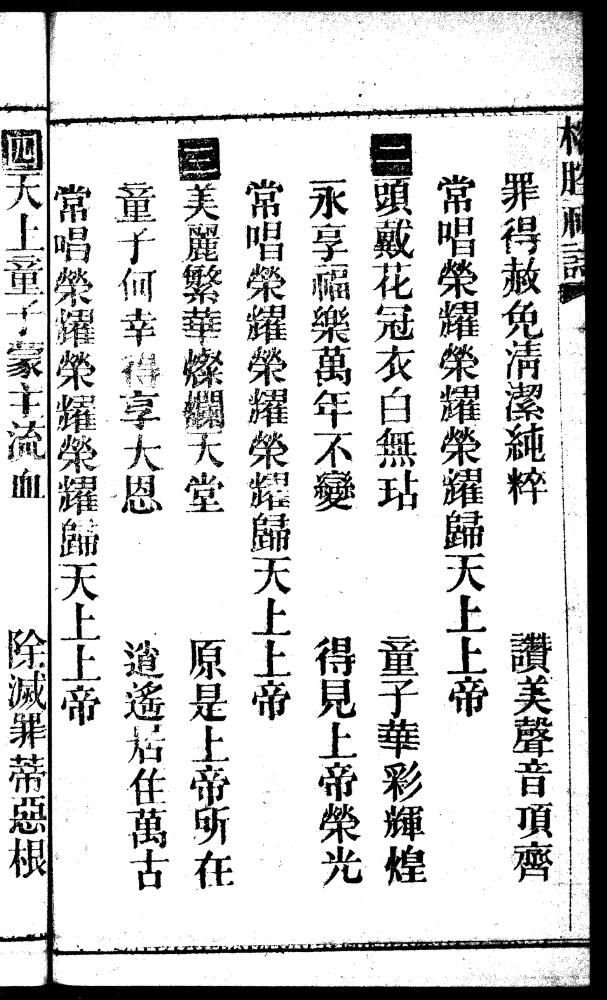 罪得赦免清潔純粹　讚美聲音項齊
常唱榮耀榮耀榮耀歸天上上帝
二　頭戴花冠衣白無玷　童子華彩輝煌
永享福樂萬年不變　得見上帝榮光
常唱榮耀榮耀榮耀歸天上上帝
三　美麗繁華燦爛天堂　原是上帝所在
童子何幸得享大恩　逍遙居住萬古
常唱榮耀榮耀榮耀歸天上上帝
四　天上童子蒙主流血　除滅罪蒂惡根